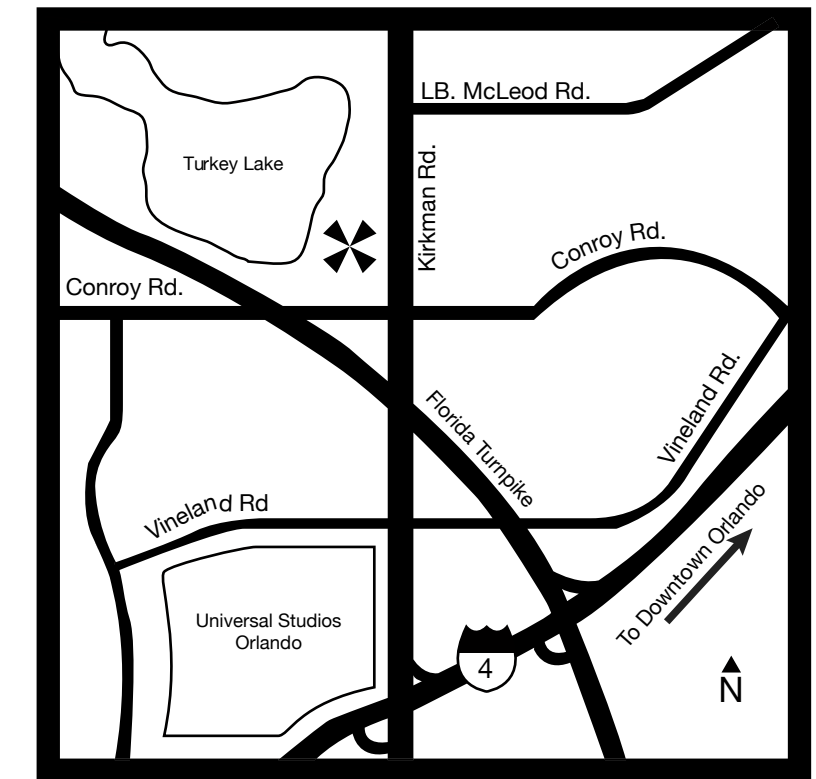 LB. McLeod Rd.
Turkey Lake
Kirkman Rd.
Conroy Rd.
Conroy Rd.
Vineland Rd.
Florida Turnpike
Vineland Rd
To Downtown Orlando
Universal Studios
Orlando
4
N